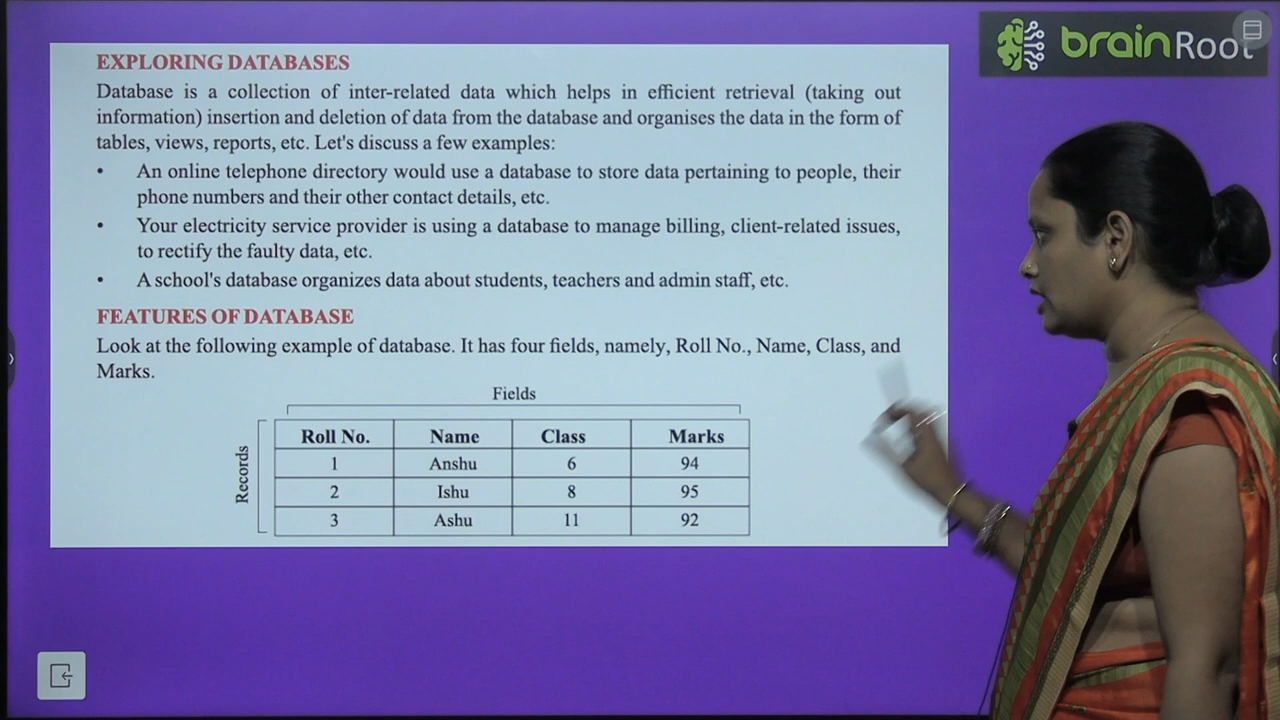 brainRoot
EXPLORING DATABASES
Database is a collection of inter-related data which helps in efficient retrieval (taking out
information) insertion and deletion of data from the database and organises the data in the form of
tables, views, reports, etc. Let's discuss a few examples:
• An online telephone directory would use a database to store data pertaining to people, their
phone numbers and their other contact details, etc.
• Your electricity service provider is using a database to manage billing, client-related issues,
to rectify the faulty data, etc.
• A school's database organizes data about students, teachers and admin staff, etc.
FEATURES OF DATABASE
Look at the following example of database. It has four fields, namely, Roll No., Name, Class, and
Marks.
Fields
Records
Roll No. Name Class Marks
1 Anshu 6 94
2 Ishu 8 95
3 Ashu 11 92